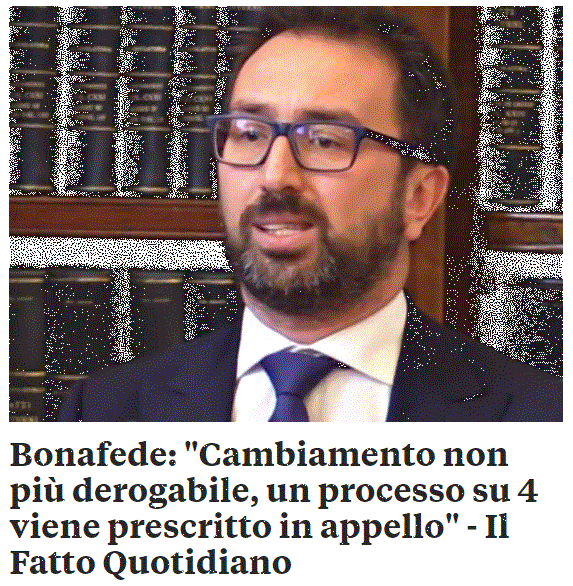 Bonafede: "Cambiamento non
più derogabile, un processo su 4
viene prescritto in appello" - Il
Fatto Quotidiano